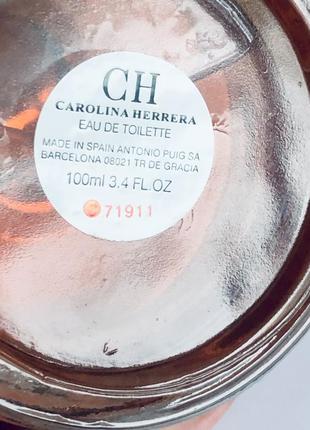 CH
CAROLINA HERRERA
EAU DE TOILETTE
MADE IN SPAIN ANTONIO PUIG SA
BARCELONA 08021 TR DE GRACIA
100ml 3.4 FL.OZ
71911